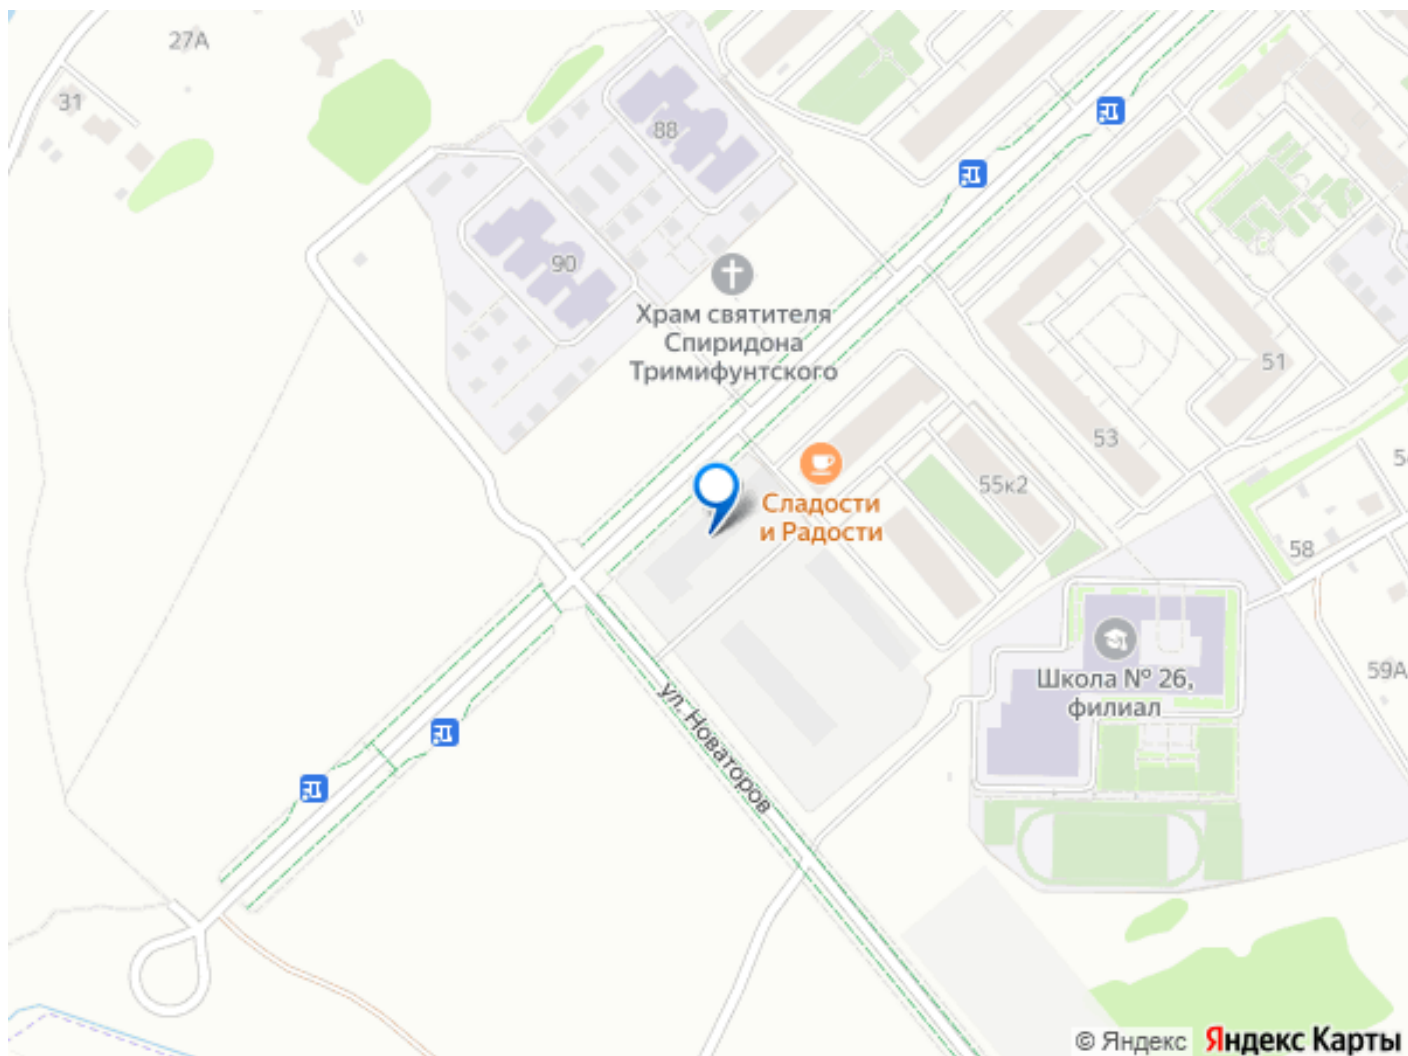 27А
31
88
90
Храм святителя
Спиридона
Тримифунтского
51
53
55к2
Сладости
и Радости
58
59А
Школа № 26,
филиал
ул. Новаторов
© Яндекс
Яндекс Карты